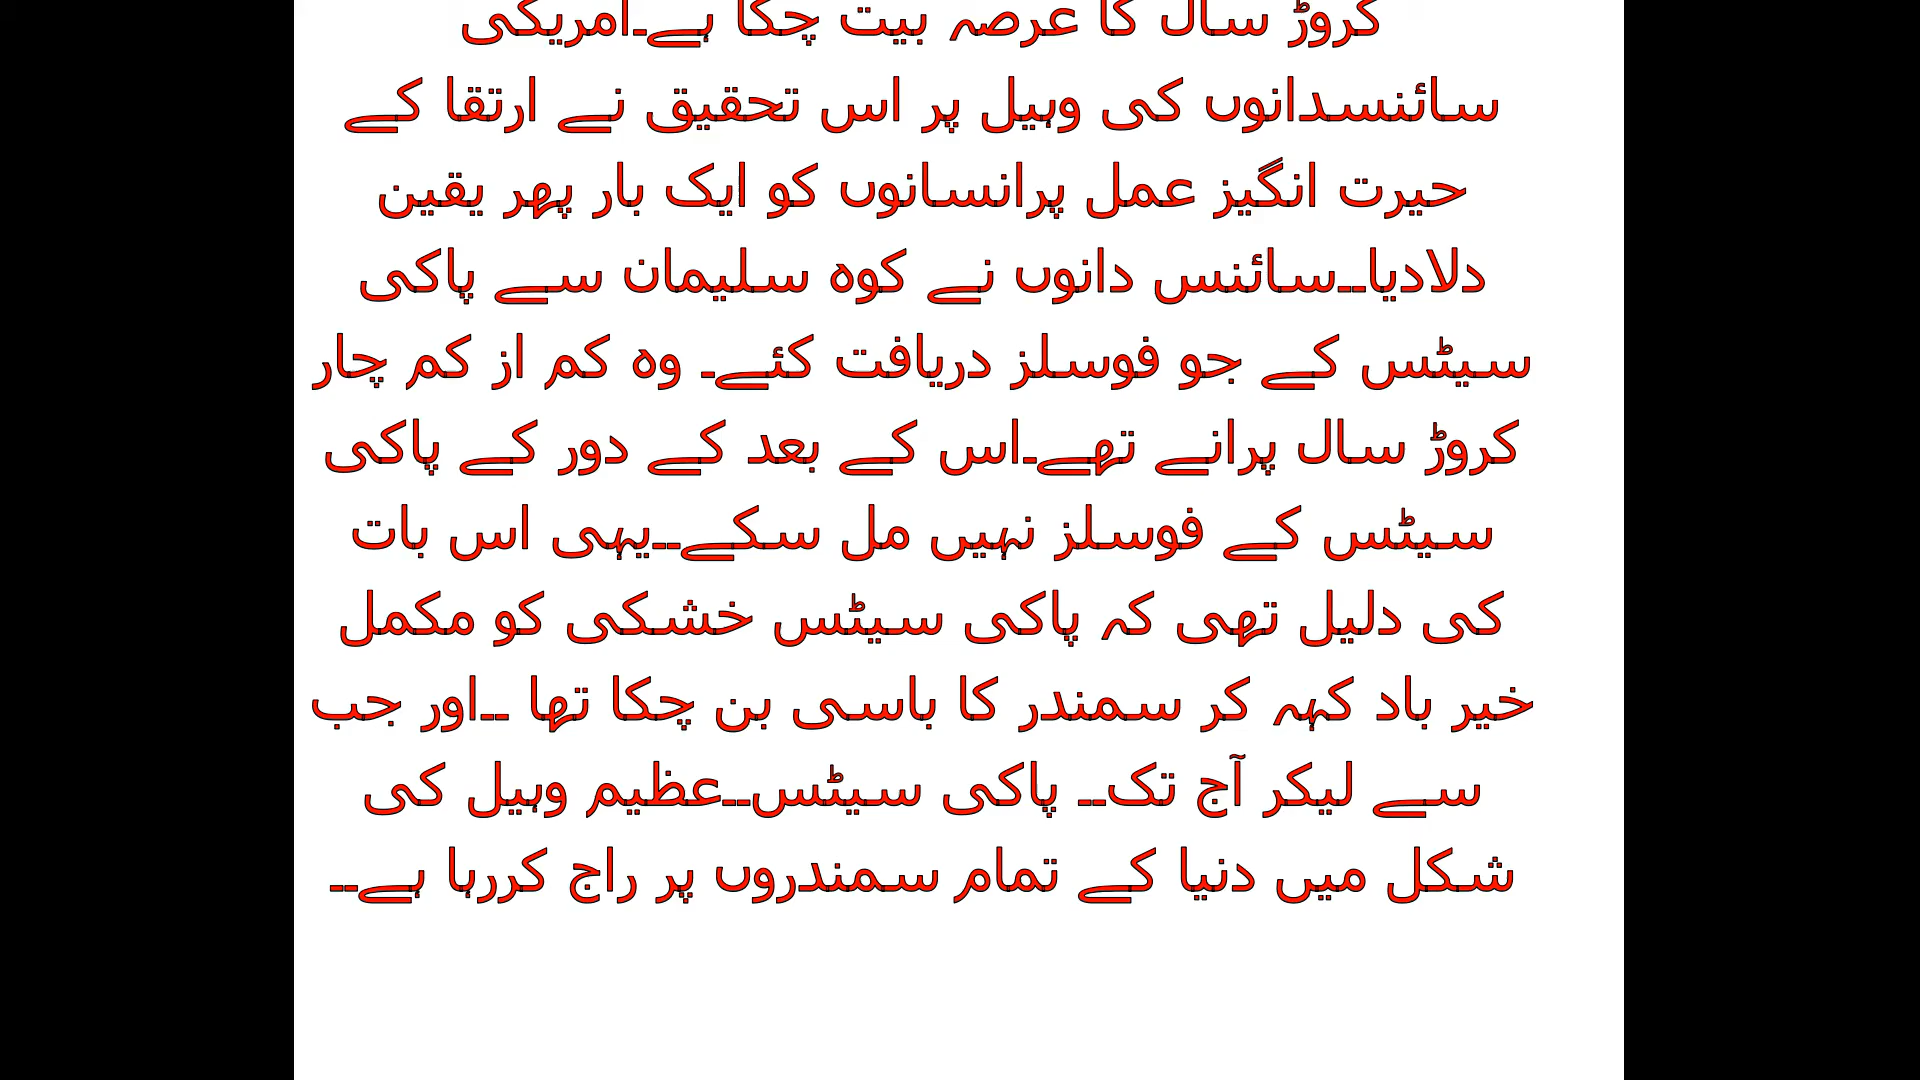 کروڑ سال کا عرصہ بیت چکا ہے۔امریکی
سائنسدانوں کی وہیل پر اس تحقیق نے ارتقا کے
حیرت انگیز عمل پرانسانوں کو ایک بار پھر یقین
دلادیا۔۔سائنس دانوں نے کوہ سلیمان سے پاکی
سیٹس کے جو فوسلز دریافت کئے۔ وہ کم از کم چار
کروڑ سال پرانے تھے۔اس کے بعد کے دور کے پاکی
سیٹس کے فوسلز نہیں مل سکے۔۔یہی اس بات
کی دلیل تھی کہ پاکی سیٹس خشکی کو مکمل
خیر باد کہہ کر سمندر کا باسی بن چکا تھا ۔۔اور جب
سے لیکر آج تک۔۔ پاکی سیٹس۔۔عظیم وہیل کی
شکل میں دنیا کے تمام سمندروں پر راج کررہا ہے۔۔